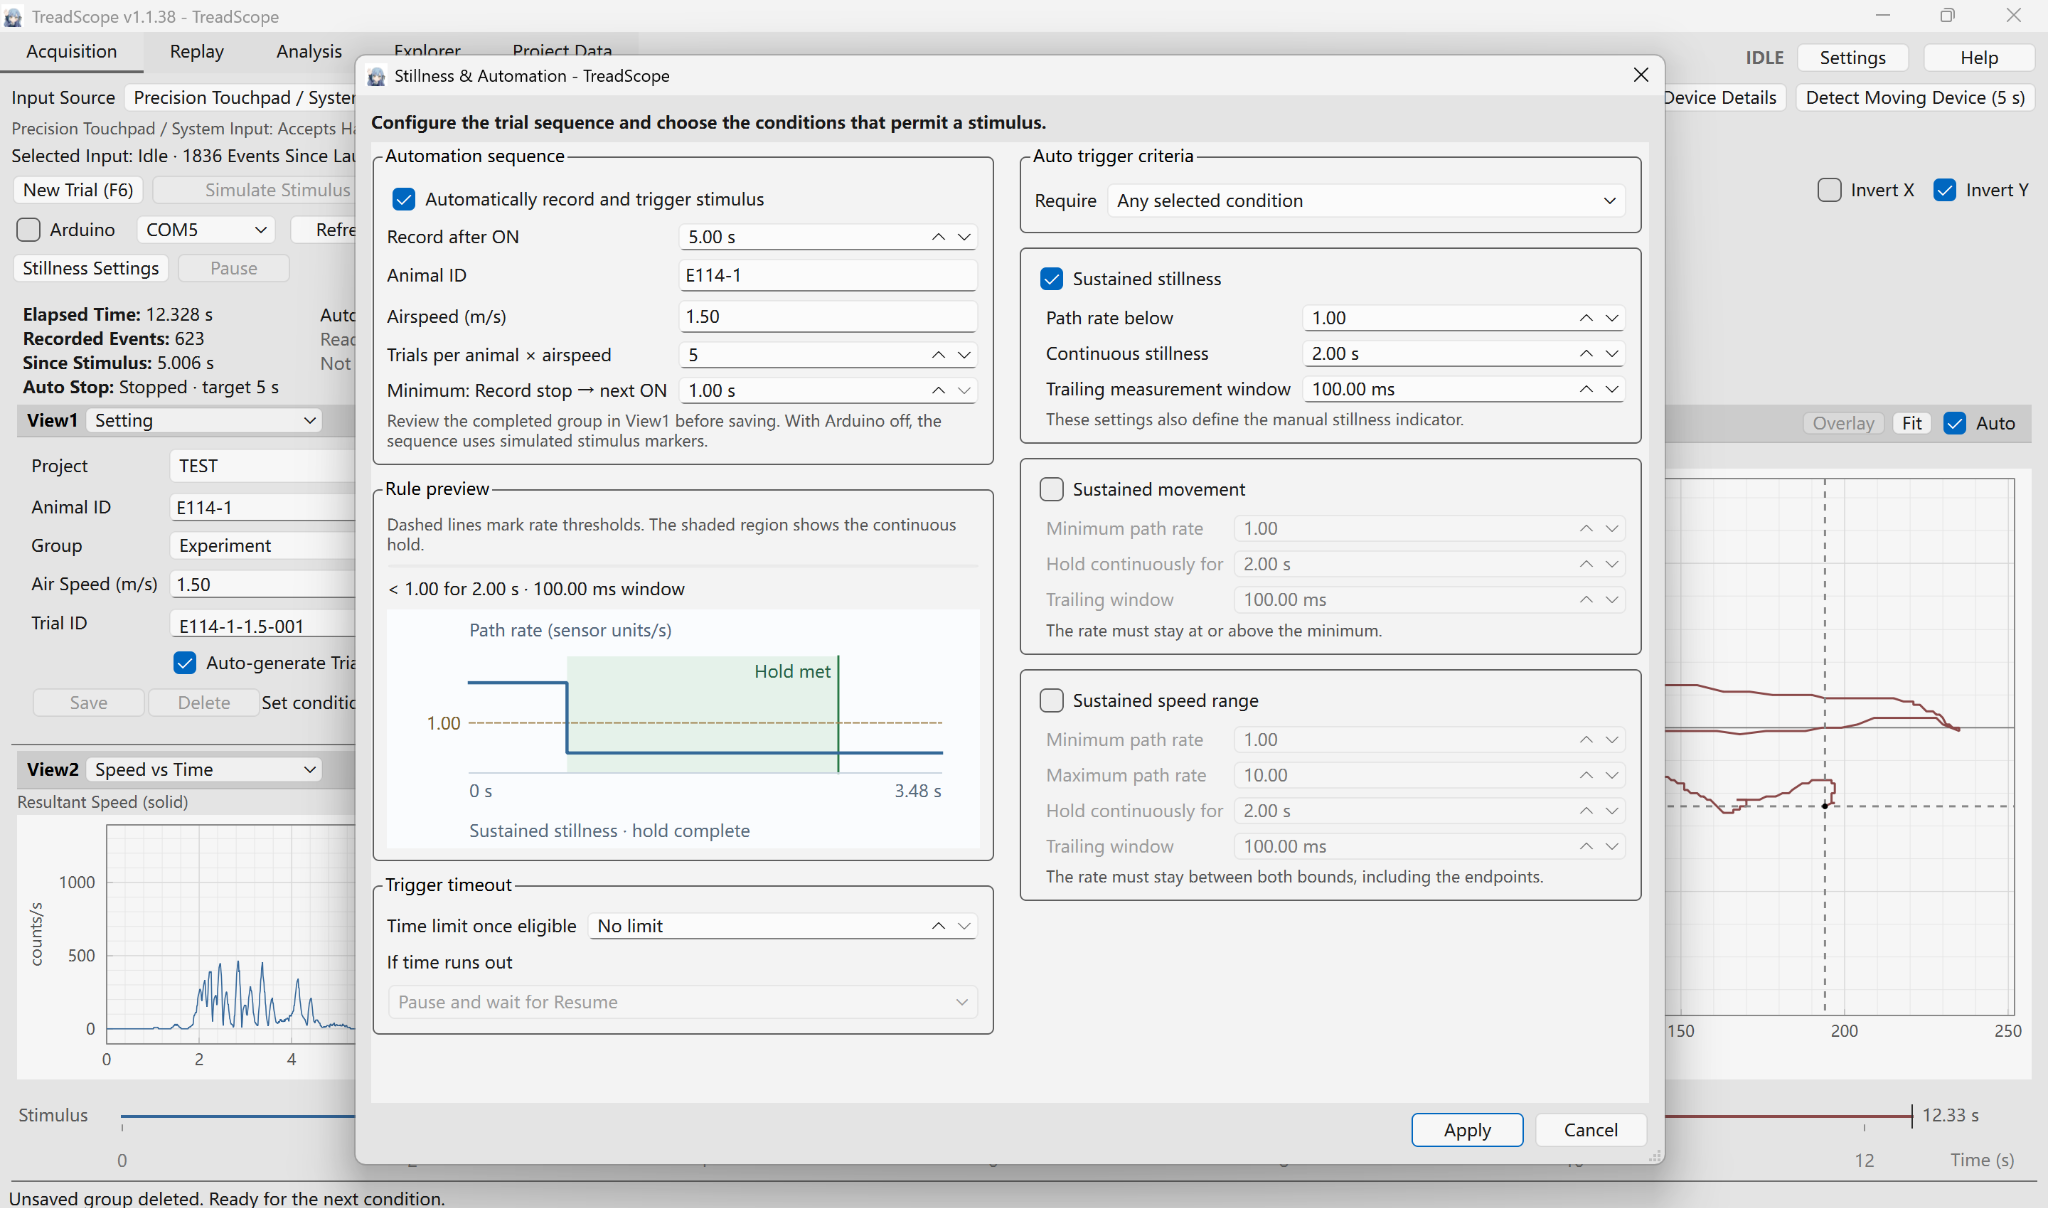 TreadScope v1.1.38 - TreadScope
Acquisition Replay Analysis Explorer Project Data
IDLE Settings Help
Input Source Precision Touchpad / System
Device Details Detect Moving Device (5 s)
Precision Touchpad / System Input: Accepts
Selected Input: Idle · 1836 Events Since
New Trial (F6) Simulate Stimulus
Invert X Invert Y
Arduino COM5
Stillness Settings Pause
Elapsed Time: 12.328 s
Recorded Events: 623
Since Stimulus: 5.006 s
Not
Auto Stop: Stopped · target 5 s
View1 Setting
Overlay Fit Auto
Project TEST
Animal ID E114-1
Group Experiment
Air Speed (m/s) 1.50
Trial ID E114-1-1.5-001
Auto-generate
Save Delete Set
View2 Speed vs Time
Resultant Speed (solid)
counts/s
1000
500
0
0 2 4
150 200 250
Stimulus
12.33 s
0 12 Time (s)
Unsaved group deleted. Ready for the next condition.
Stillness & Automation - TreadScope
Configure the trial sequence and choose the conditions that permit a stimulus.
Automation sequence
Automatically record and trigger stimulus
Record after ON 5.00 s
Animal ID E114-1
Airspeed (m/s) 1.50
Trials per animal × airspeed 5
Minimum: Record stop → next ON 1.00 s
Review the completed group in View1 before saving. With Arduino off, the
sequence uses simulated stimulus markers.
Rule preview
Dashed lines mark rate thresholds. The shaded region shows the continuous
hold.
< 1.00 for 2.00 s · 100.00 ms window
Path rate (sensor units/s)
Hold met
1.00
0 s 3.48 s
Sustained stillness · hold complete
Trigger timeout
Time limit once eligible No limit
If time runs out
Pause and wait for Resume
Auto trigger criteria
Require Any selected condition
Sustained stillness
Path rate below 1.00
Continuous stillness 2.00 s
Trailing measurement window 100.00 ms
These settings also define the manual stillness indicator.
Sustained movement
Minimum path rate 1.00
Hold continuously for 2.00 s
Trailing window 100.00 ms
The rate must stay at or above the minimum.
Sustained speed range
Minimum path rate 1.00
Maximum path rate 10.00
Hold continuously for 2.00 s
Trailing window 100.00 ms
The rate must stay between both bounds, including the endpoints.
Apply Cancel